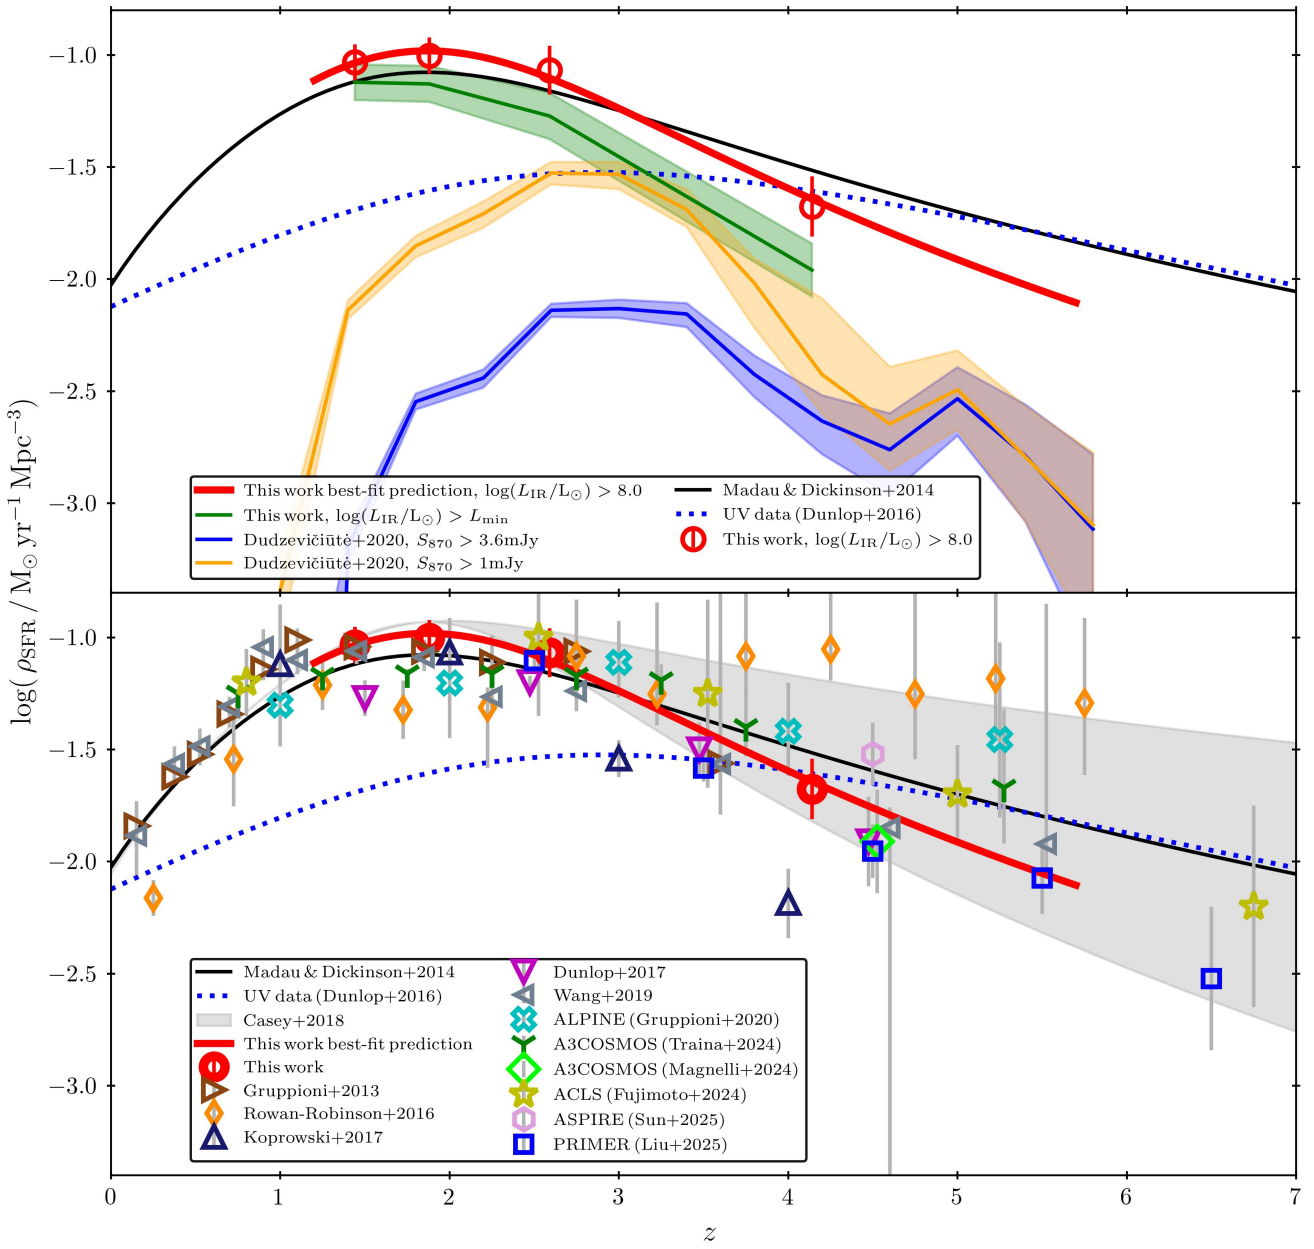 −1.0
−1.5
−2.0
−2.5
−3.0
This work best-fit prediction, log(L_IR/L_⊙) > 8.0
This work, log(L_IR/L_⊙) > L_min
Dudzevičiūtė+2020, S_870 > 3.6mJy
Dudzevičiūtė+2020, S_870 > 1mJy
Madau & Dickinson+2014
UV data (Dunlop+2016)
This work, log(L_IR/L_⊙) > 8.0
log( ρ_SFR / M_⊙ yr^−1 Mpc^−3)
−1.0
−1.5
−2.0
−2.5
−3.0
Madau & Dickinson+2014
UV data (Dunlop+2016)
Casey+2018
This work best-fit prediction
This work
Gruppioni+2013
Rowan-Robinson+2016
Koprowski+2017
Dunlop+2017
Wang+2019
ALPINE (Gruppioni+2020)
A3COSMOS (Traina+2024)
A3COSMOS (Magnelli+2024)
ACLS (Fujimoto+2024)
ASPIRE (Sun+2025)
PRIMER (Liu+2025)
0 1 2 3 4 5 6 7
z